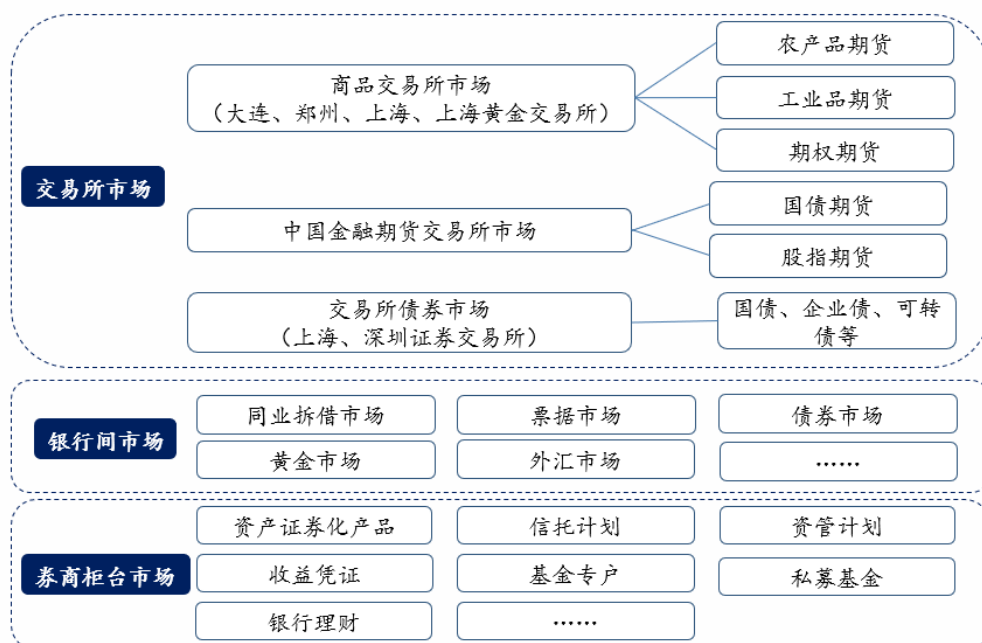 交易所市场
商品交易所市场
（大连、郑州、上海、上海黄金交易所）
农产品期货
工业品期货
期权期货
中国金融期货交易所市场
国债期货
股指期货
交易所债券市场
（上海、深圳证券交易所）
国债、企业债、可转
债等
银行间市场
同业拆借市场
票据市场
债券市场
黄金市场
外汇市场
……
券商柜台市场
资产证券化产品
信托计划
资管计划
收益凭证
基金专户
私募基金
银行理财
……